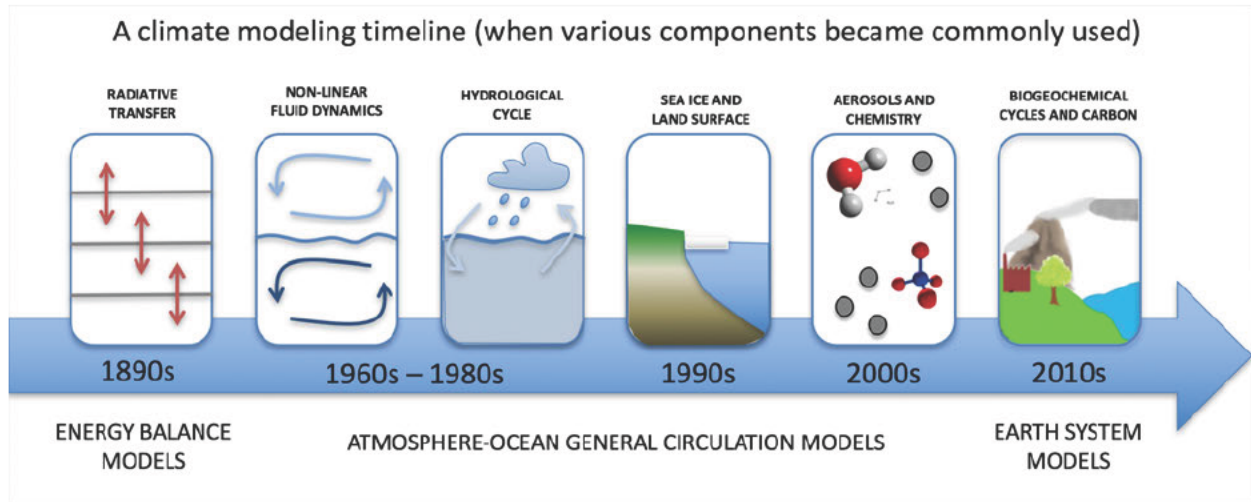 A climate modeling timeline (when various components became commonly used)
RADIATIVE
TRANSFER
NON-LINEAR
FLUID DYNAMICS
HYDROLOGICAL
CYCLE
SEA ICE AND
LAND SURFACE
AEROSOLS AND
CHEMISTRY
BIOGEOCHEMICAL
CYCLES AND CARBON
1890s
1960s – 1980s
1990s
2000s
2010s
ENERGY BALANCE
MODELS
ATMOSPHERE-OCEAN GENERAL CIRCULATION MODELS
EARTH SYSTEM
MODELS